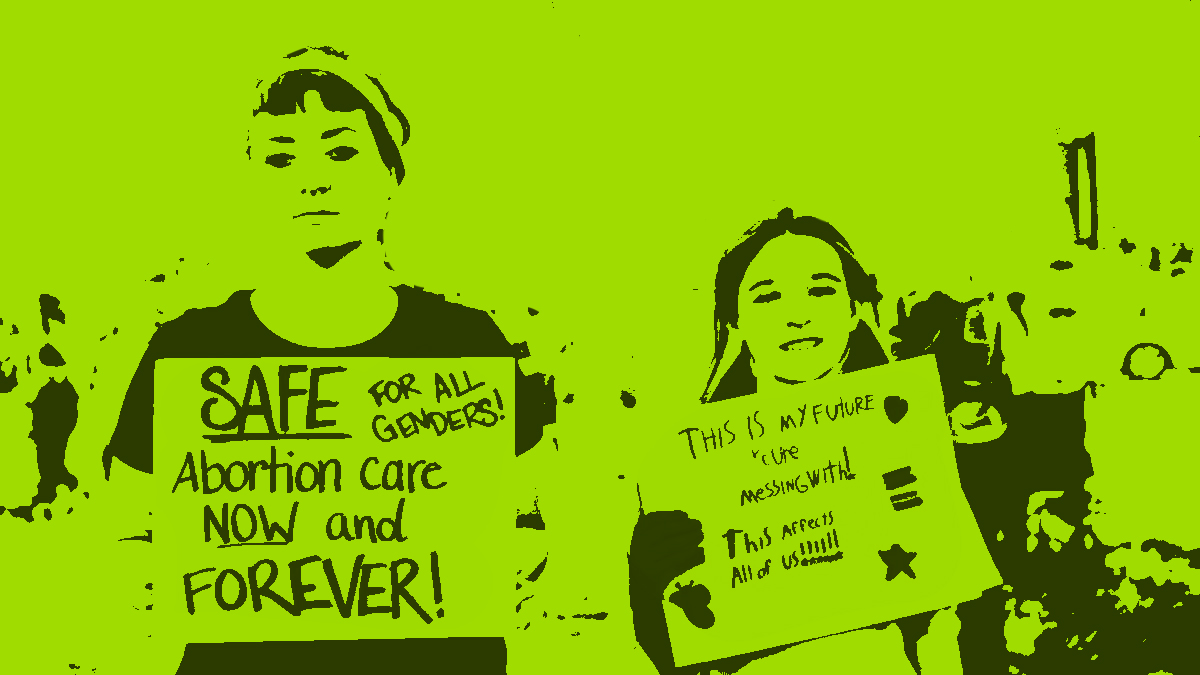 SAFE FOR ALL
GENDERS!
Abortion care
NOW and
FOREVER!
THIS IS MY FUTURE
messing with!
This Affects
All of us!!!!!!